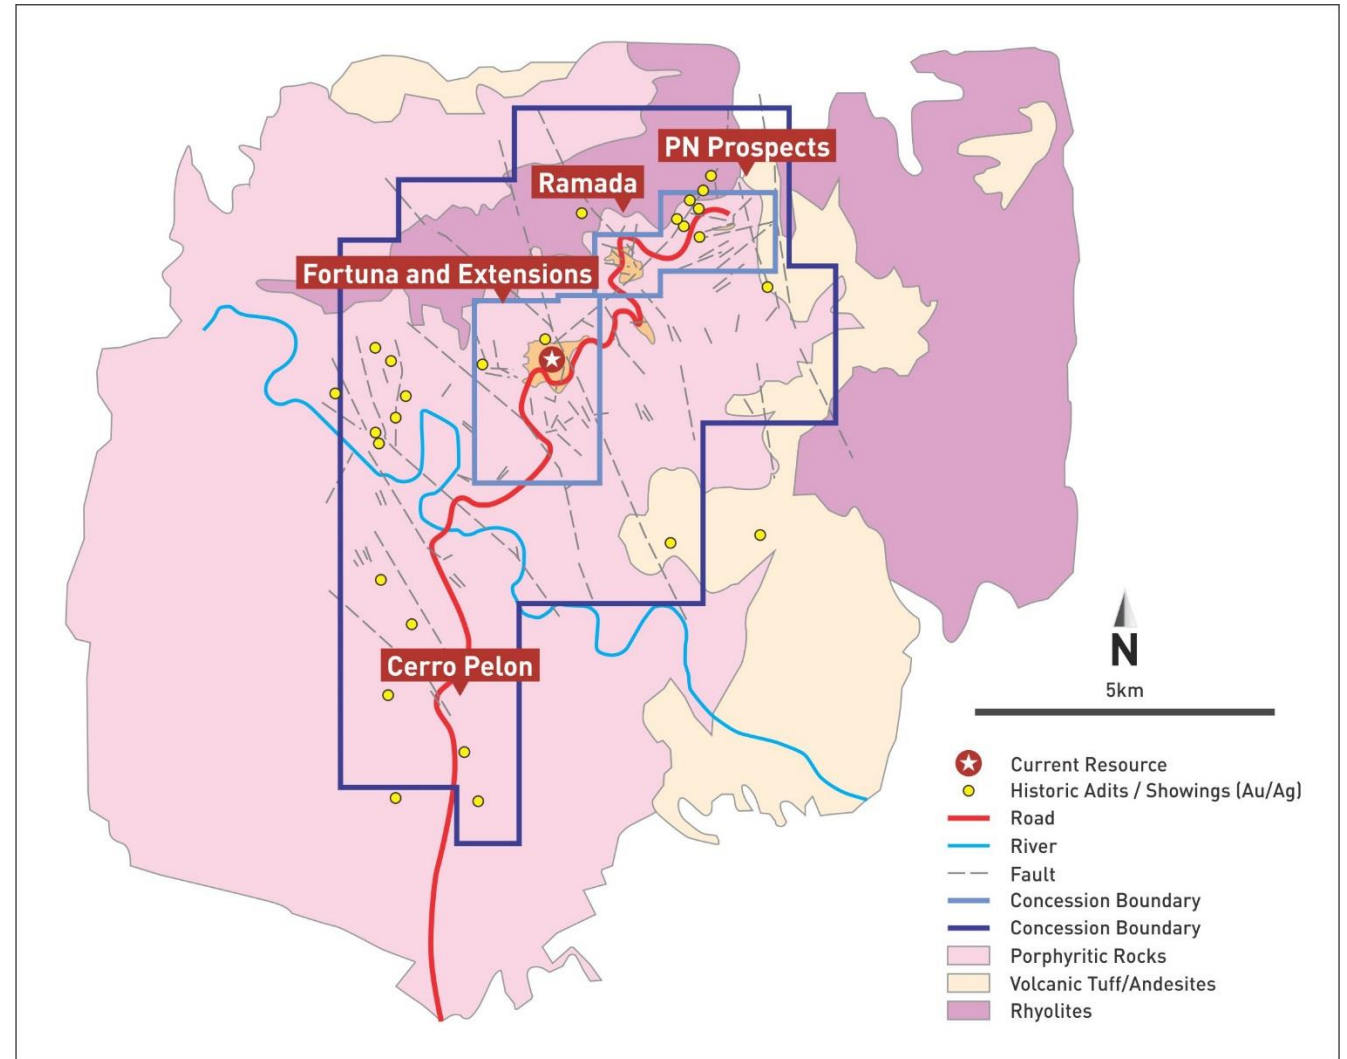 PN Prospects
Ramada
Fortuna and Extensions
Cerro Pelon
N
5km
Current Resource
Historic Adits / Showings (Au/Ag)
Road
River
Fault
Concession Boundary
Concession Boundary
Porphyritic Rocks
Volcanic Tuff/Andesites
Rhyolites